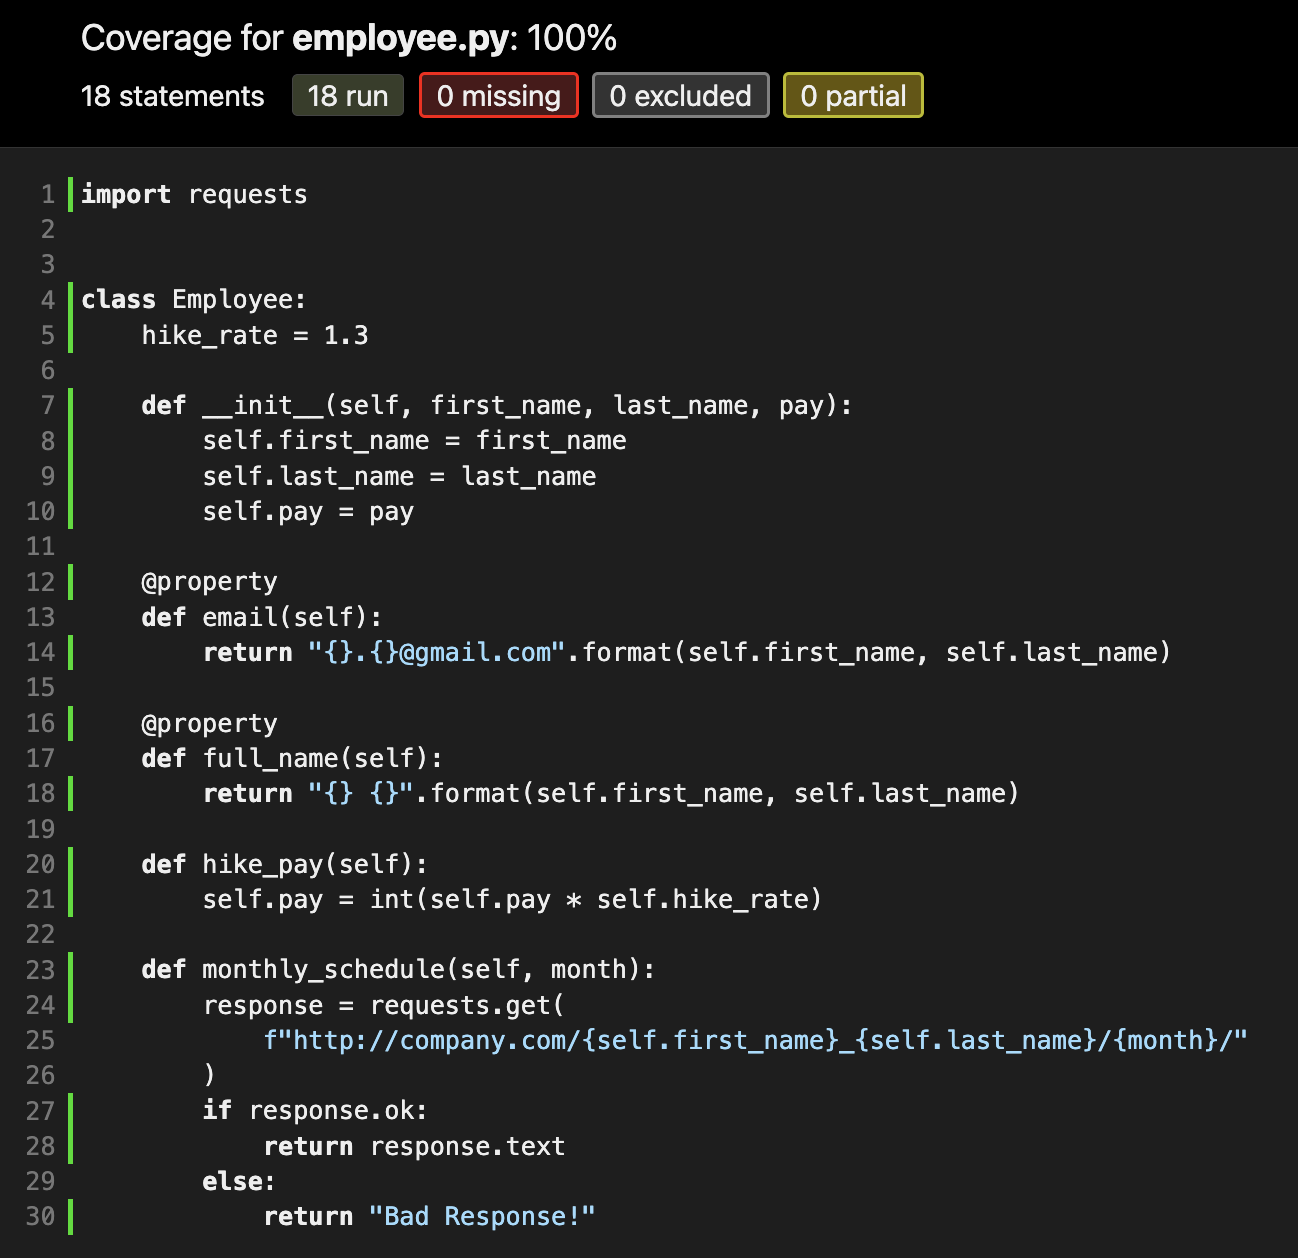 Coverage for employee.py: 100%
18 statements 18 run 0 missing 0 excluded 0 partial
1 import requests
2
3
4 class Employee:
5     hike_rate = 1.3
6
7     def __init__(self, first_name, last_name, pay):
8         self.first_name = first_name
9         self.last_name = last_name
10         self.pay = pay
11
12     @property
13     def email(self):
14         return "{}.{}@gmail.com".format(self.first_name, self.last_name)
15
16     @property
17     def full_name(self):
18         return "{} {}".format(self.first_name, self.last_name)
19
20     def hike_pay(self):
21         self.pay = int(self.pay * self.hike_rate)
22
23     def monthly_schedule(self, month):
24         response = requests.get(
25             f"http://company.com/{self.first_name}_{self.last_name}/{month}/"
26         )
27         if response.ok:
28             return response.text
29         else:
30             return "Bad Response!"